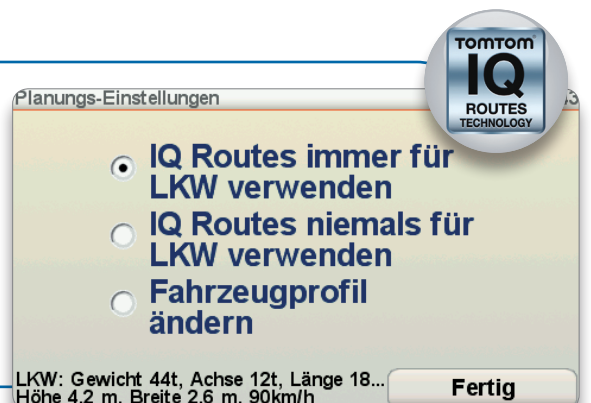 TOMTOM
IQ
ROUTES
TECHNOLOGY
Planungs-Einstellungen
IQ Routes immer für
LKW verwenden
IQ Routes niemals für
LKW verwenden
Fahrzeugprofil
ändern
LKW: Gewicht 44t, Achse 12t, Länge 18...
Höhe 4.2 m, Breite 2.6 m, 90km/h
Fertig